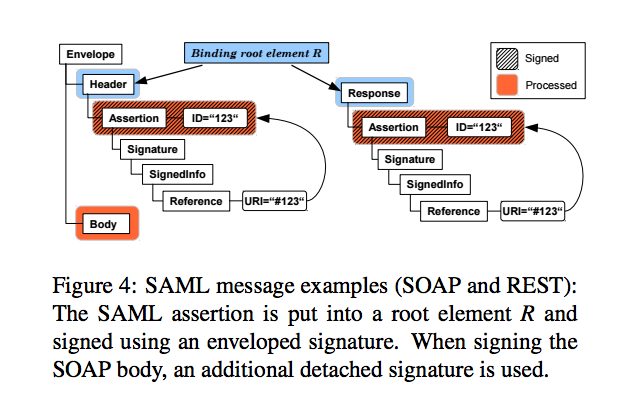 Envelope
Binding root element R
Signed
Processed
Header
Response
Assertion ID=“123“
Assertion ID=“123“
Signature
Signature
SignedInfo
SignedInfo
Reference URI=“#123“
Reference URI=“#123“
Body
Figure 4: SAML message examples (SOAP and REST):
The SAML assertion is put into a root element R and
signed using an enveloped signature. When signing the
SOAP body, an additional detached signature is used.